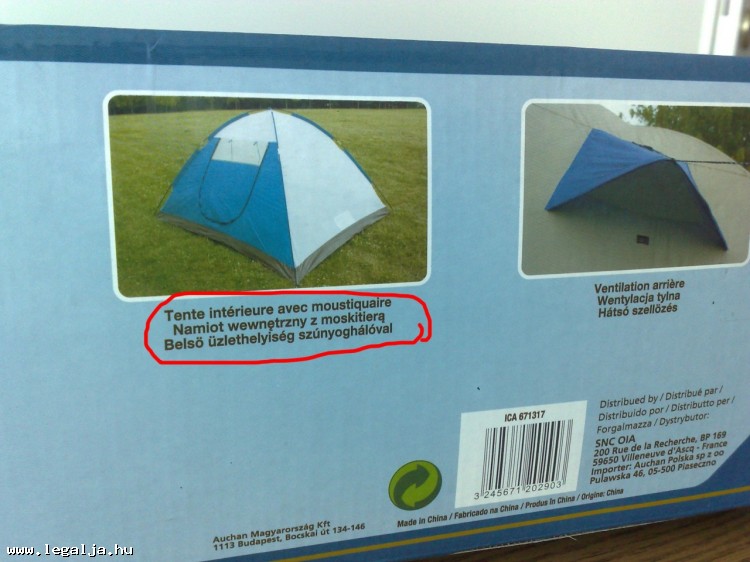 Tente intérieure avec moustiquaire
Namiot wewnętrzny z moskitierą
Belsö üzlethelyiség szúnyoghálóval
Ventilation arrière
Wentylacja tylna
Hátsó szellözés
ICA 671317
3 245671 202903
Distributed by / Distribué par /
Distribuido por / Distributto per /
Forgalmazza / Dystrybutor:
SNC OIA
200 Rue de la Recherche, BP 169
59650 Villeneuve d'Ascq - France
Importer: Auchan Polska sp z oo
Pulawska 46, 05-500 Piaseczno
Made in China / Fabricado na China / Produs în China / Origine: China
Auchan Magyarország Kft
1113 Budapest, Bocskai út 134-146
www.legalja.hu